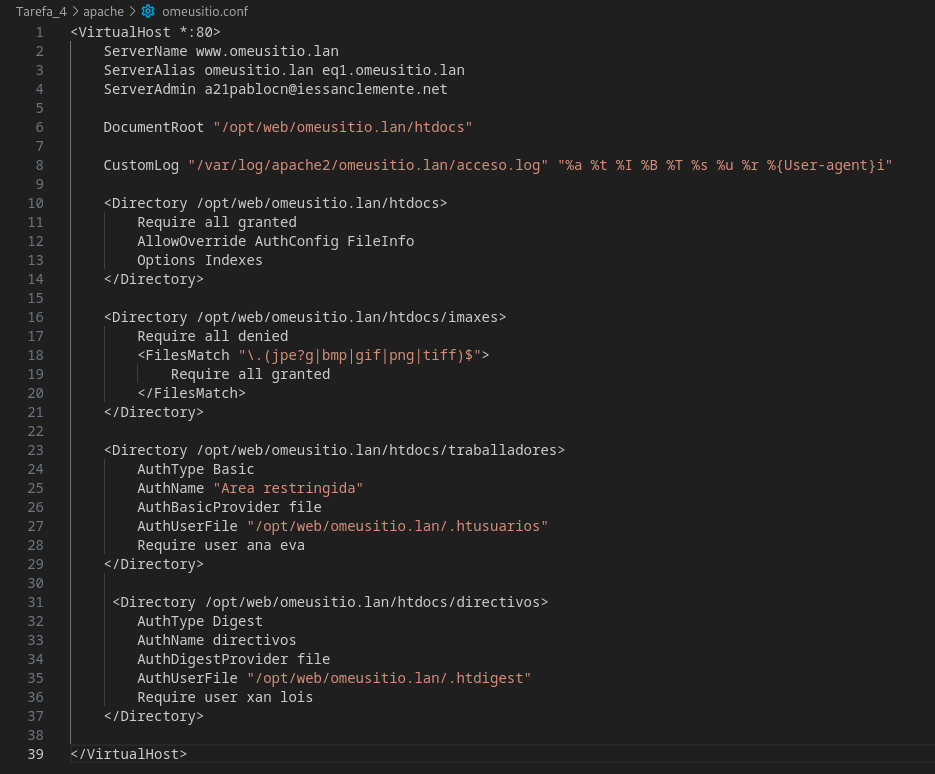 Tarefa_4 > apache > omeusitio.conf
1 <VirtualHost *:80>
2     ServerName www.omeusitio.lan
3     ServerAlias omeusitio.lan eq1.omeusitio.lan
4     ServerAdmin a21pablocn@iessanclemente.net
5
6     DocumentRoot "/opt/web/omeusitio.lan/htdocs"
7
8     CustomLog "/var/log/apache2/omeusitio.lan/acceso.log" "%a %t %I %B %T %s %u %r %{User-agent}i"
9
10     <Directory /opt/web/omeusitio.lan/htdocs>
11         Require all granted
12         AllowOverride AuthConfig FileInfo
13         Options Indexes
14     </Directory>
15
16     <Directory /opt/web/omeusitio.lan/htdocs/imaxes>
17         Require all denied
18         <FilesMatch "\.(jpe?g|bmp|gif|png|tiff)$">
19             Require all granted
20         </FilesMatch>
21     </Directory>
22
23     <Directory /opt/web/omeusitio.lan/htdocs/traballadores>
24         AuthType Basic
25         AuthName "Area restringida"
26         AuthBasicProvider file
27         AuthUserFile "/opt/web/omeusitio.lan/.htusuarios"
28         Require user ana eva
29     </Directory>
30
31      <Directory /opt/web/omeusitio.lan/htdocs/directivos>
32         AuthType Digest
33         AuthName directivos
34         AuthDigestProvider file
35         AuthUserFile "/opt/web/omeusitio.lan/.htdigest"
36         Require user xan lois
37     </Directory>
38
39 </VirtualHost>